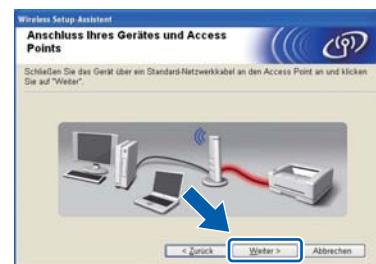 Wireless Setup-Assistent
Anschluss Ihres Gerätes und Access
Points
Schließen Sie das Gerät über ein Standard-Netzwerkkabel an den Access Point an und klicken
Sie auf "Weiter".
< Zurück
Weiter >
Abbrechen